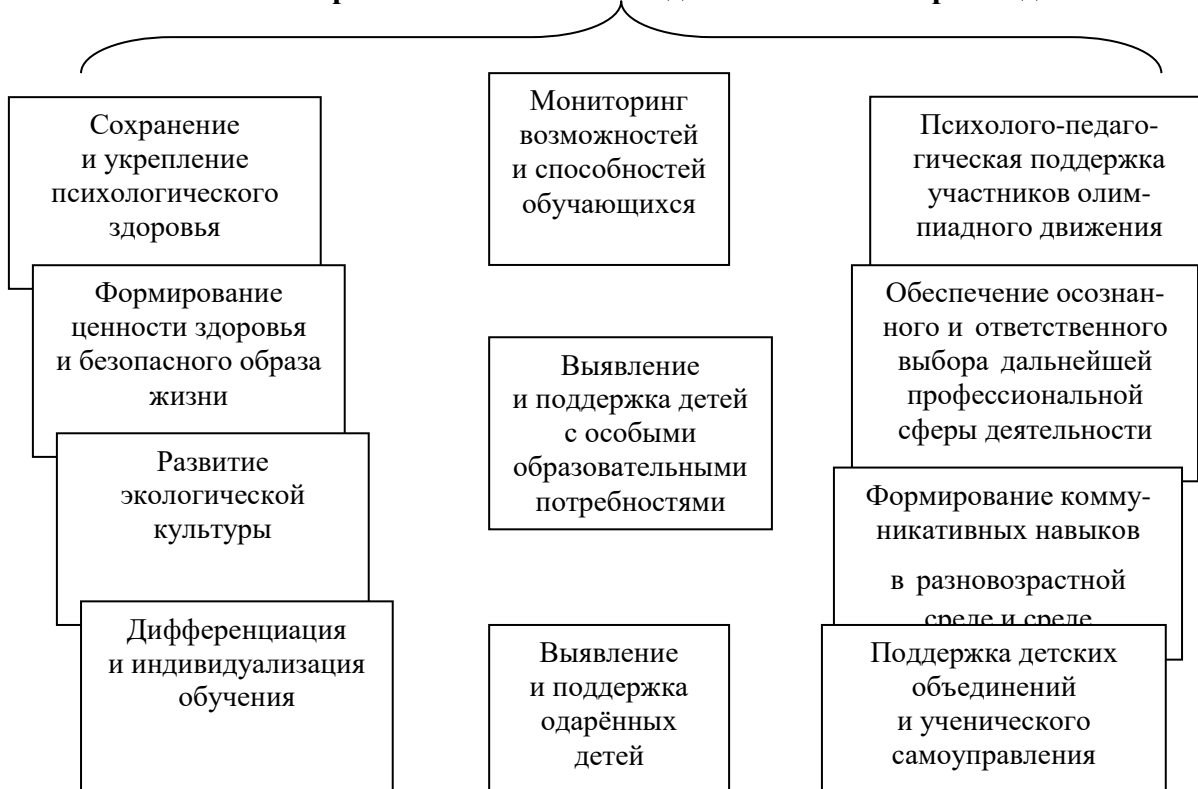 Сохранение
и укрепление
психологического
здоровья
Формирование
ценности здоровья
и безопасного образа
жизни
Развитие
экологической
культуры
Дифференциация
и индивидуализация
обучения
Мониторинг
возможностей
и способностей
обучающихся
Выявление
и поддержка детей
с особыми
образовательными
потребностями
Выявление
и поддержка
одарённых
детей
Психолого-педаго-
гическая поддержка
участников олим-
пиадного движения
Обеспечение осознан-
ного и ответственного
выбора дальнейшей
профессиональной
сферы деятельности
Формирование комму-
никативных навыков
в разновозрастной
среде и среде
Поддержка детских
объединений
и ученического
самоуправления